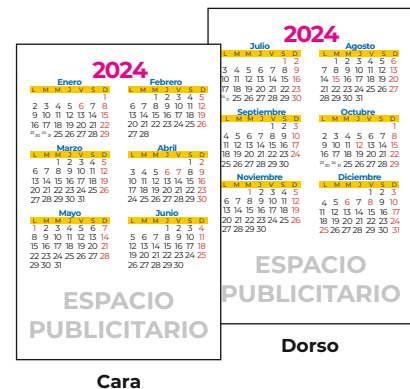 2024
Enero
L M M J V S D
1
2 3 4 5 6 7 8
9 10 11 12 13 14 15
16 17 18 19 20 21 22
25 26 27 28 29
Febrero
L M M J V S D
1 2 3 4 5
6 7 8 9 10 11 12
13 14 15 16 17 18 19
20 21 22 23 24 25 26
27 28
Marzo
L M M J V S D
1 2 3 4 5
6 7 8 9 10 11 12
13 14 15 16 17 18 19
20 21 22 23 24 25 26
27 28 29 30 31
Abril
L M M J V S D
1 2
3 4 5 6 7 8 9
10 11 12 13 14 15 16
17 18 19 20 21 22 23
24 25 26 27 28 29 30
Mayo
L M M J V S D
1 2 3 4 5 6 7
8 9 10 11 12 13 14
15 16 17 18 19 20 21
22 23 24 25 26 27 28
29 30 31
Junio
L M M J V S D
1 2 3 4
5 6 7 8 9 10 11
12 13 14 15 16 17 18
19 20 21 22 23 24 25
26 27 28 29 30
ESPACIO
PUBLICITARIO
Cara
2024
Julio
L M M J V S D
1 2
3 4 5 6 7 8 9
10 11 12 13 14 15 16
17 18 19 20 21 22 23
25 26 27 28 29 30
Agosto
L M M J V S D
1 2 3 4 5 6
7 8 9 10 11 12 13
14 15 16 17 18 19 20
21 22 23 24 25 26 27
28 29 30 31
Septiembre
L M M J V S D
1 2 3
4 5 6 7 8 9 10
11 12 13 14 15 16 17
18 19 20 21 22 23 24
25 26 27 28 29 30
Octubre
L M M J V S D
1
2 3 4 5 6 7 8
9 10 11 12 13 14 15
16 17 18 19 20 21 22
25 26 27 28 29
Noviembre
L M M J V S D
1 2 3 4 5
6 7 8 9 10 11 12
13 14 15 16 17 18 19
20 21 22 23 24 25 26
27 28 29 30
Diciembre
L M M J V S D
1 2 3
4 5 6 7 8 9 10
11 12 13 14 15 16 17
18 19 20 21 22 23 24
25 26 27 28 29 30 31
ESPACIO
PUBLICITARIO
Dorso